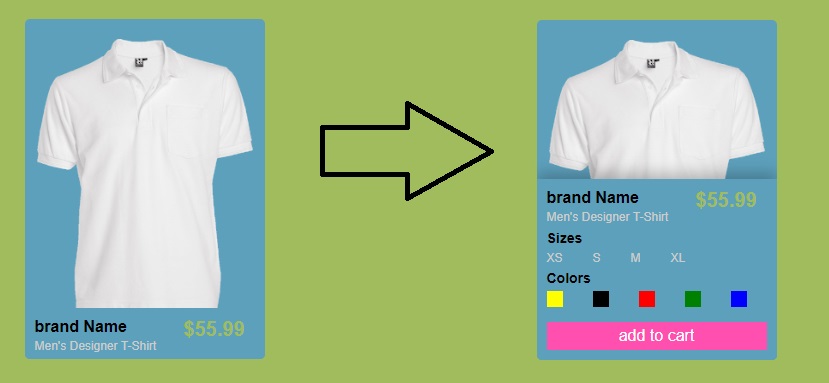 brand Name
$55.99
Men's Designer T-Shirt
brand Name
$55.99
Men's Designer T-Shirt
Sizes
XS S M XL
Colors
add to cart